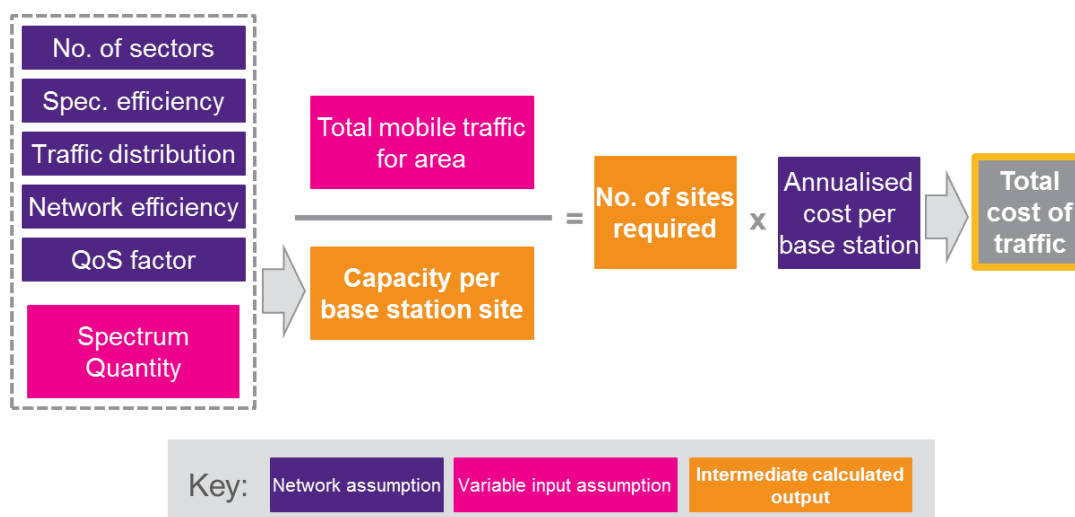 No. of sectors
Spec. efficiency
Traffic distribution
Network efficiency
QoS factor
Spectrum
Quantity
Total mobile traffic
for area
Capacity per
base station site
=
No. of sites
required
x
Annualised
cost per
base station
Total
cost of
traffic
Key:
Network assumption
Variable input assumption
Intermediate calculated
output